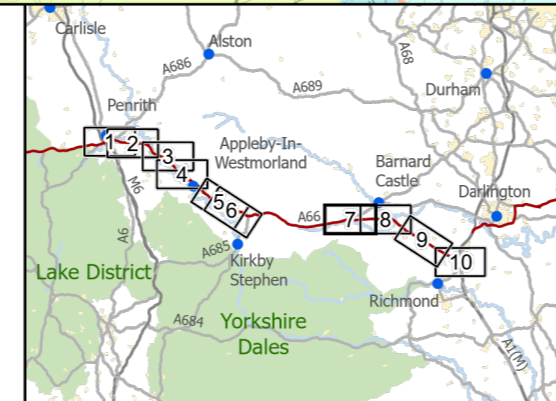 Carlisle
Alston
A686
A68
A689
Durham
Penrith
1
2
3
4
Appleby-In-
Westmorland
Barnard
Castle
Darlington
M6
5
6
A66
7
8
9
10
A6
A685
Kirkby
Stephen
Lake District
Richmond
A684
Yorkshire
Dales
A1(M)